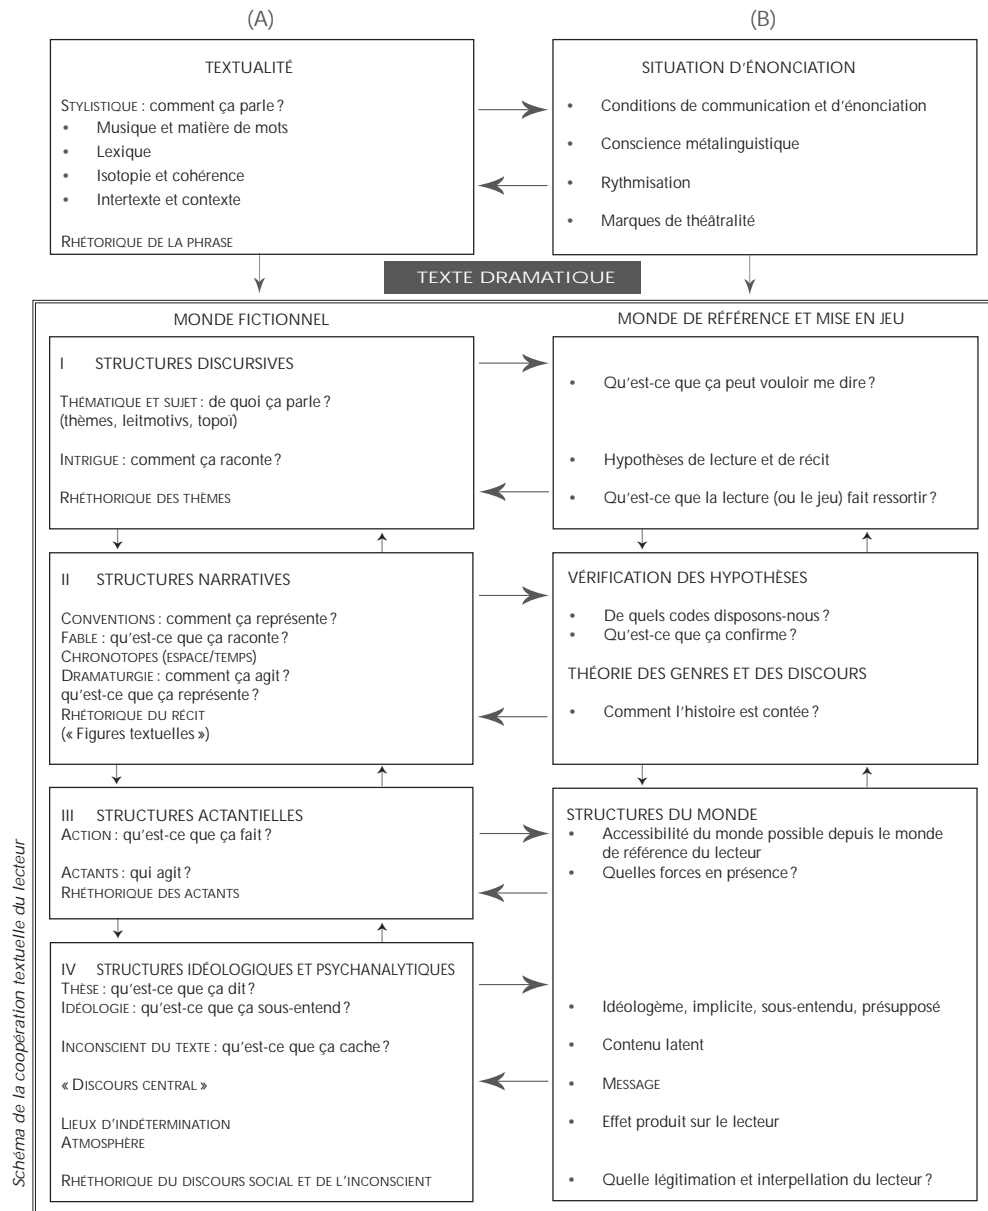 (A)
(B)
TEXTUALITÉ
STYLISTIQUE : comment ça parle ?
• Musique et matière de mots
• Lexique
• Isotopie et cohérence
• Intertexte et contexte
RHÉTORIQUE DE LA PHRASE
SITUATION D'ÉNONCIATION
• Conditions de communication et d'énonciation
• Conscience métalinguistique
• Rythmisation
• Marques de théâtralité
TEXTE DRAMATIQUE
MONDE FICTIONNEL
MONDE DE RÉFÉRENCE ET MISE EN JEU
I STRUCTURES DISCURSIVES
THÉMATIQUE ET SUJET : de quoi ça parle ?
(thèmes, leitmotivs, topoï)
INTRIGUE : comment ça raconte ?
RHÉTHORIQUE DES THÈMES
• Qu'est-ce que ça peut vouloir me dire ?
• Hypothèses de lecture et de récit
• Qu'est-ce que la lecture (ou le jeu) fait ressortir ?
II STRUCTURES NARRATIVES
CONVENTIONS : comment ça représente ?
FABLE : qu'est-ce que ça raconte ?
CHRONOTOPES (ESPACE/TEMPS)
DRAMATURGIE : comment ça agit ?
qu'est-ce que ça représente ?
RHÉTORIQUE DU RÉCIT
(« Figures textuelles »)
VÉRIFICATION DES HYPOTHÈSES
• De quels codes disposons-nous ?
• Qu'est-ce que ça confirme ?
THÉORIE DES GENRES ET DES DISCOURS
• Comment l'histoire est contée ?
III STRUCTURES ACTANTIELLES
ACTION : qu'est-ce que ça fait ?
ACTANTS : qui agit ?
RHÉTHORIQUE DES ACTANTS
STRUCTURES DU MONDE
• Accessibilité du monde possible depuis le monde
de référence du lecteur
• Quelles forces en présence ?
IV STRUCTURES IDÉOLOGIQUES ET PSYCHANALYTIQUES
THÈSE : qu'est-ce que ça dit ?
IDÉOLOGIE : qu'est-ce que ça sous-entend ?
INCONSCIENT DU TEXTE : qu'est-ce que ça cache ?
« DISCOURS CENTRAL »
LIEUX D'INDÉTERMINATION
ATMOSPHÈRE
RHÉTHORIQUE DU DISCOURS SOCIAL ET DE L'INCONSCIENT
• Idéologème, implicite, sous-entendu, présupposé
• Contenu latent
• MESSAGE
• Effet produit sur le lecteur
• Quelle légitimation et interpellation du lecteur ?
Schéma de la coopération textuelle du lecteur